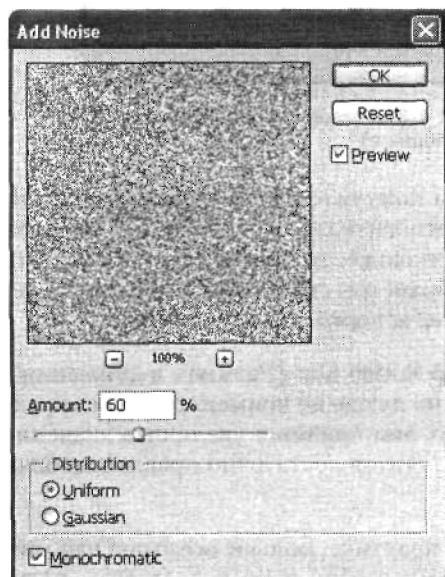 Add Noise
OK
Reset
Preview
100%
Amount: 60 %
Distribution
Uniform
Gaussian
Monochromatic